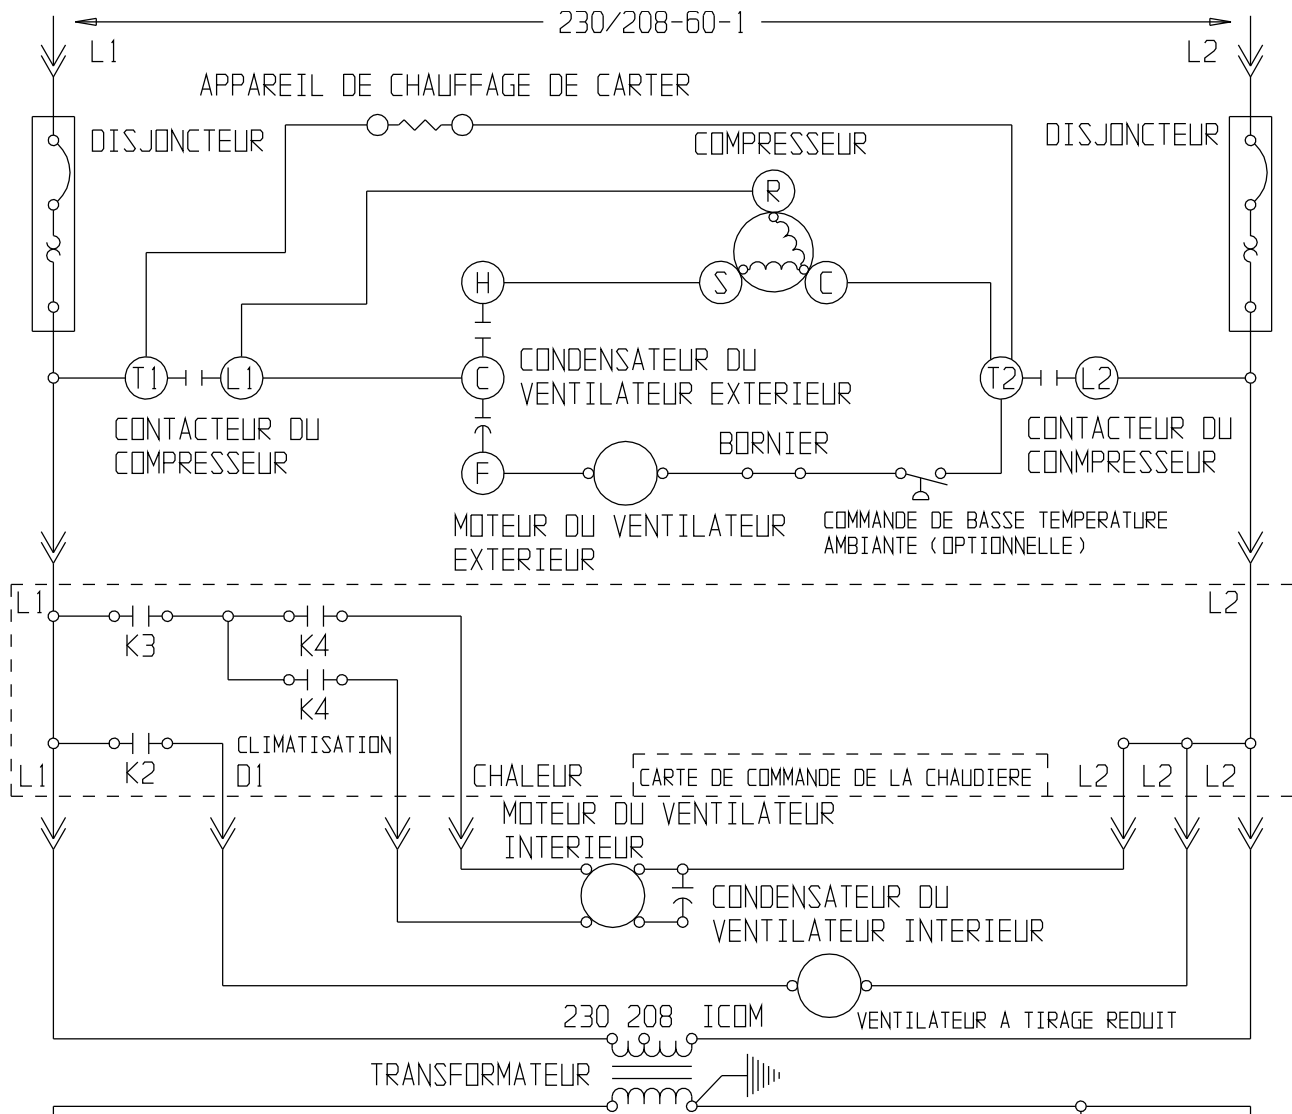 230/208-60-1
L1
L2
APPAREIL DE CHAUFFAGE DE CARTER
DISJONCTEUR
COMPRESSEUR
DISJONCTEUR
R
H
S
C
T1
L1
C
CONDENSATEUR DU
VENTILATEUR EXTERIEUR
T2
L2
CONTACTEUR DU
COMPRESSEUR
CONTACTEUR DU
CONMPRESSEUR
BORNIER
F
MOTEUR DU VENTILATEUR
EXTERIEUR
COMMANDE DE BASSE TEMPERATURE
AMBIANTE (OPTIONNELLE)
L1
L2
K3
K4
K4
CLIMATISATION
L1
K2
D1
CHALEUR
CARTE DE COMMANDE DE LA CHAUDIERE
L2
L2
L2
MOTEUR DU VENTILATEUR
INTERIEUR
CONDENSATEUR DU
VENTILATEUR INTERIEUR
230 208 ICOM
VENTILATEUR A TIRAGE REDUIT
TRANSFORMATEUR